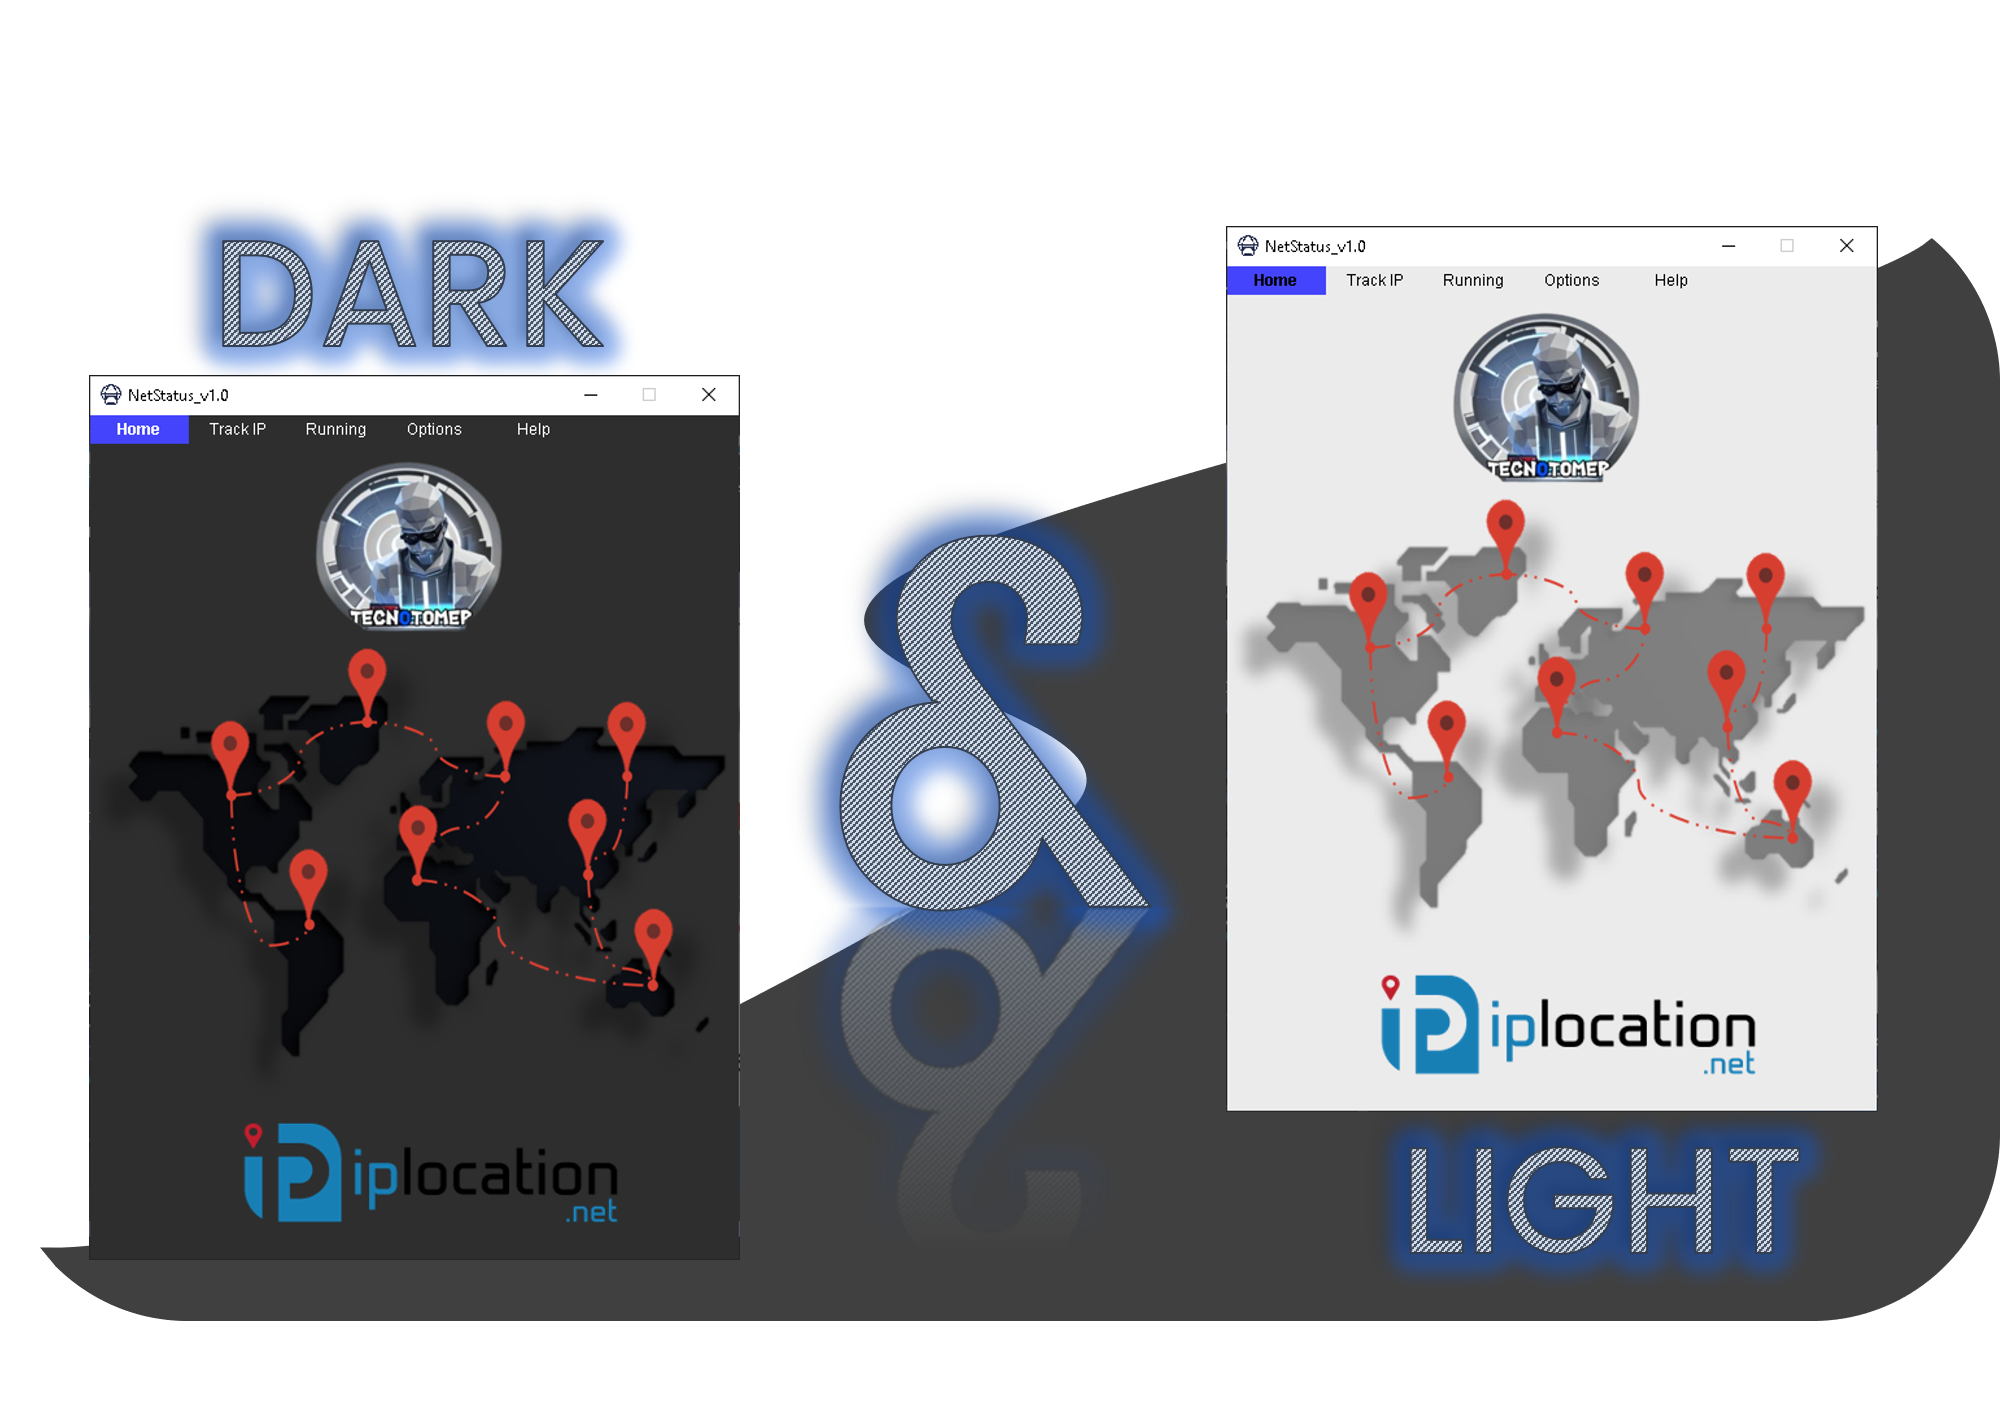 DARK
NetStatus_v1.0
Home Track IP Running Options Help
TECNOTOMEP
iplocation
.net
&
NetStatus_v1.0
Home Track IP Running Options Help
TECNOTOMEP
iplocation
.net
LIGHT